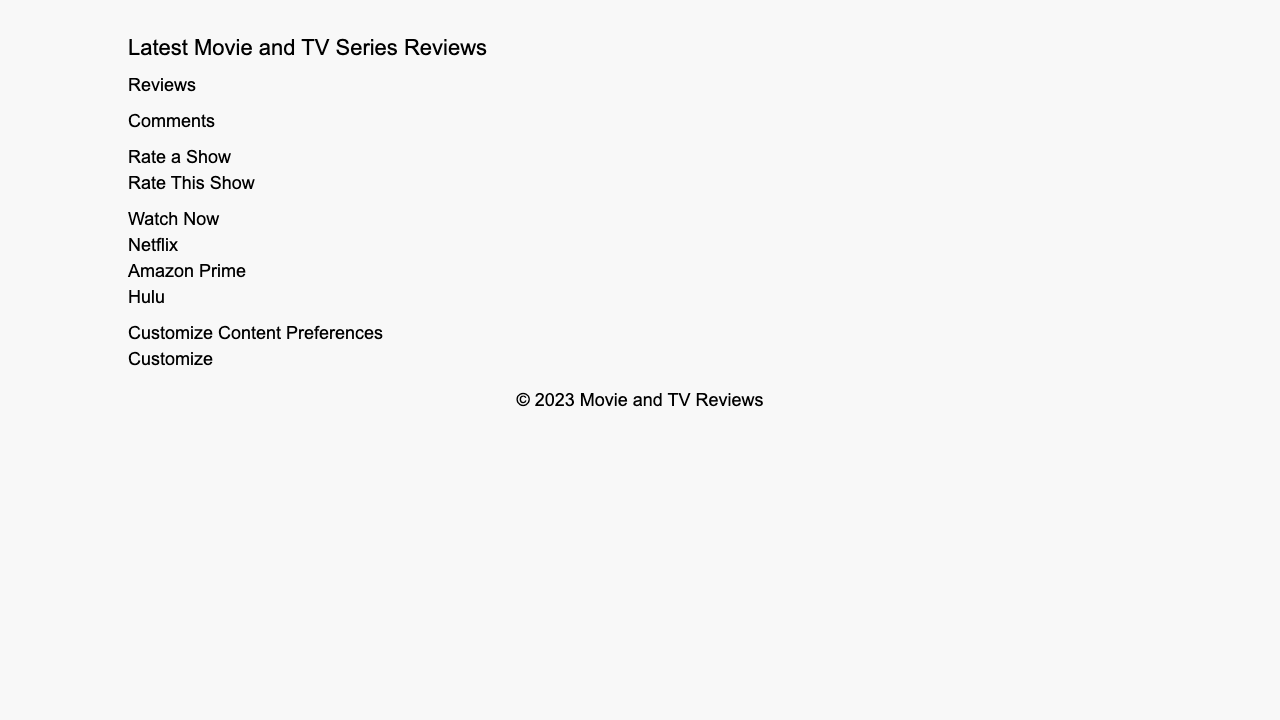 Latest Movie and TV Series Reviews
Reviews
Comments
Rate a Show
Rate This Show
Watch Now
Netflix
Amazon Prime
Hulu
Customize Content Preferences
Customize
© 2023 Movie and TV Reviews